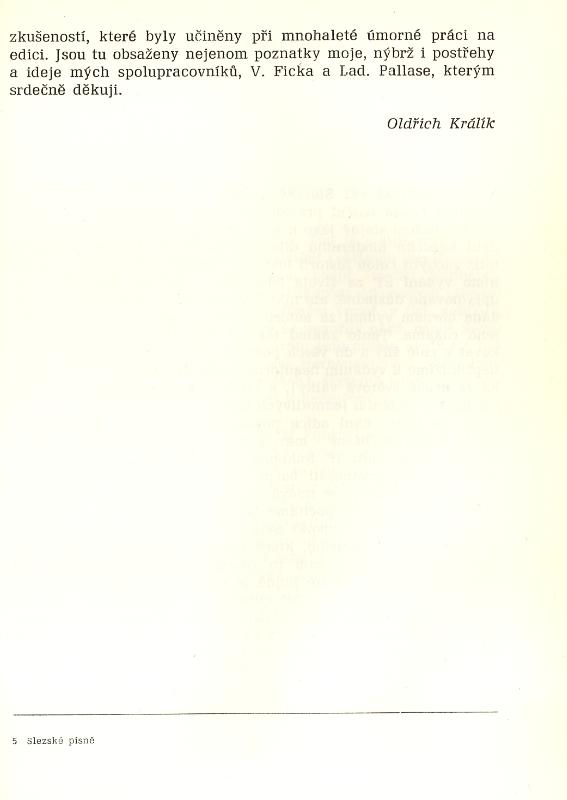 zkušeností, které byly učiněny při mnohaleté úmorné práci na
edici. Jsou tu obsaženy nejenom poznatky moje, nýbrž i postřehy
a ideje mých spolupracovníků, V. Ficka a Lad. Pallase, kterým
srdečně děkuji.
Oldřich Králík
5 Slezské písně